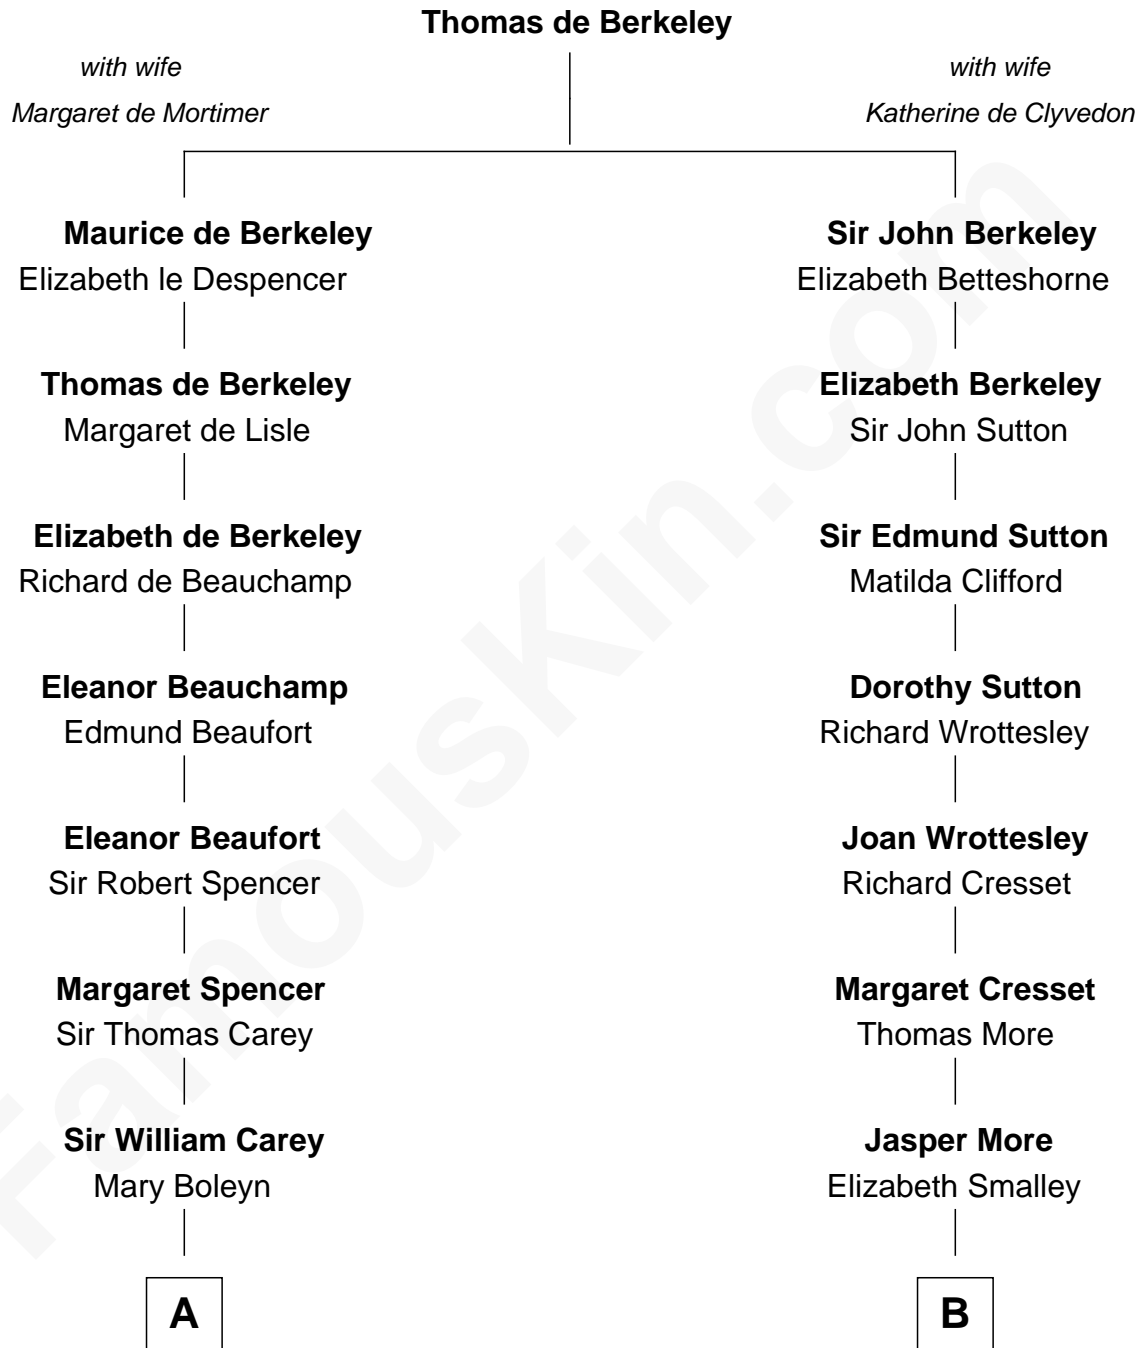 Thomas de Berkeley
with wife
Margaret de Mortimer
with wife
Katherine de Clyvedon
Maurice de Berkeley
Elizabeth le Despencer
Sir John Berkeley
Elizabeth Betteshorne
Thomas de Berkeley
Margaret de Lisle
Elizabeth Berkeley
Sir John Sutton
Elizabeth de Berkeley
Richard de Beauchamp
Sir Edmund Sutton
Matilda Clifford
Eleanor Beauchamp
Edmund Beaufort
Dorothy Sutton
Richard Wrottesley
Eleanor Beaufort
Sir Robert Spencer
Joan Wrottesley
Richard Cresset
Margaret Spencer
Sir Thomas Carey
Margaret Cresset
Thomas More
Sir William Carey
Mary Boleyn
Jasper More
Elizabeth Smalley
A
B
FamousKin.com